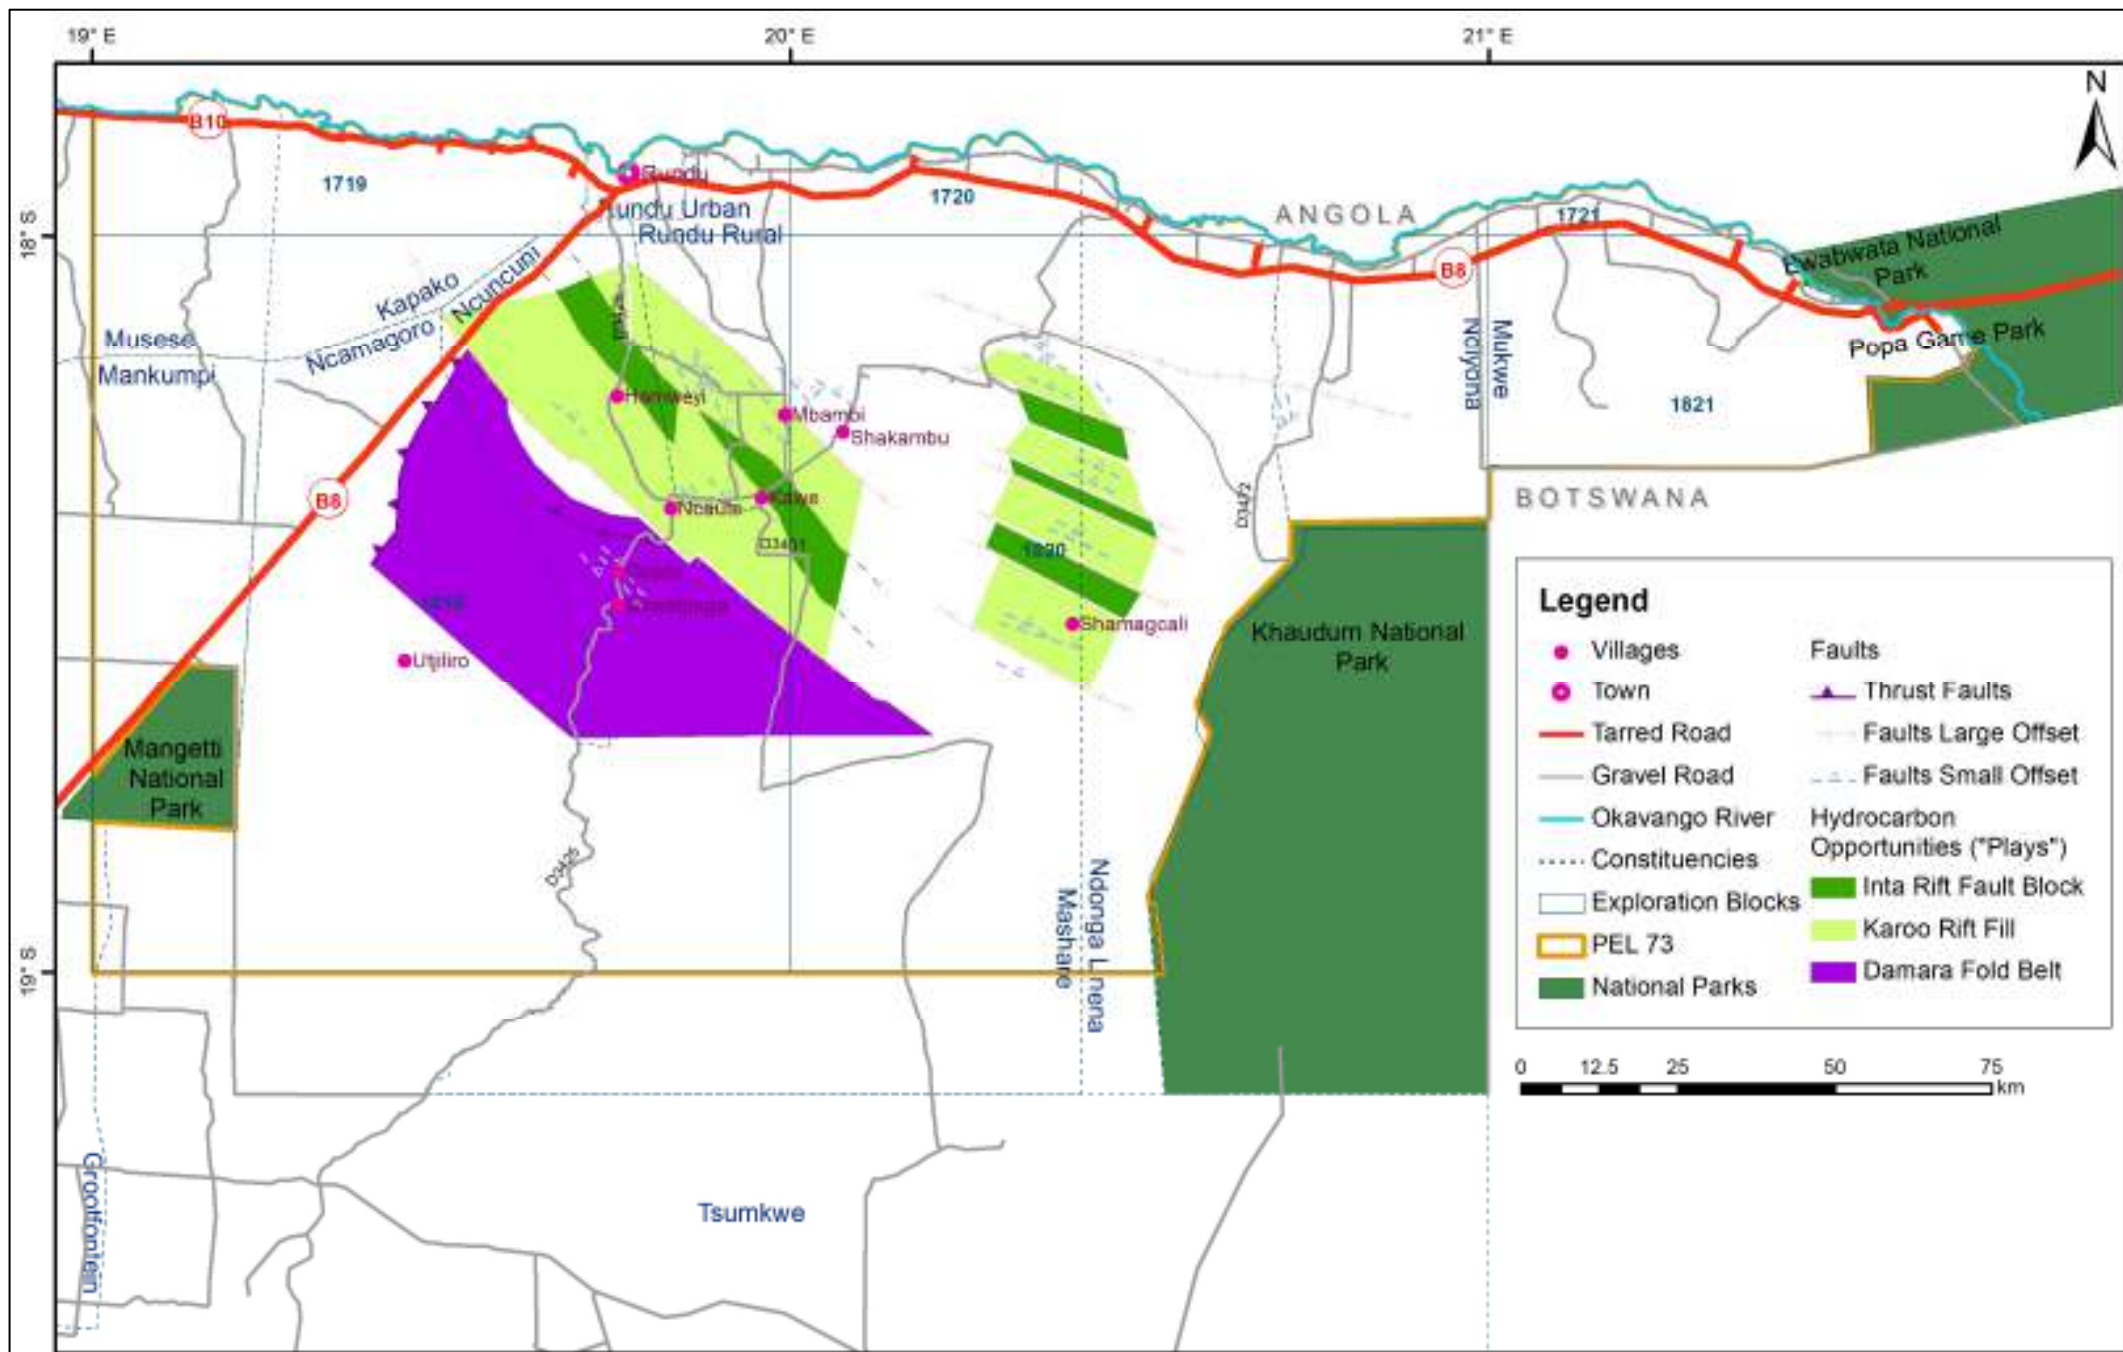 19° E
20° E
21° E
N
B10
Rundu
1719
1720
ANGOLA
1721
18° S
Rundu Urban
Rundu Rural
Kapako
Ncuncuni
Ncamagoro
Musese
Mankumpi
B8
Mukwe
Ndiyona
National
Park
Popa Game Park
1821
Hamweyi
Mbambi
Shakambu
B8
Ncaute
Kawe
D3401
D3472
BOTSWANA
1820
Shamagcali
Utjiliro
Khaudum National
Park
Mangetti
National
Park
D3425
Ndonga Linena
Mashare
19° S
Grootfontein
Tsumkwe
Legend
Villages
Town
Tarred Road
Gravel Road
Okavango River
Constituencies
Exploration Blocks
PEL 73
National Parks
Faults
Thrust Faults
Faults Large Offset
Faults Small Offset
Hydrocarbon
Opportunities ("Plays")
Inta Rift Fault Block
Karoo Rift Fill
Damara Fold Belt
0 12.5 25 50 75
km